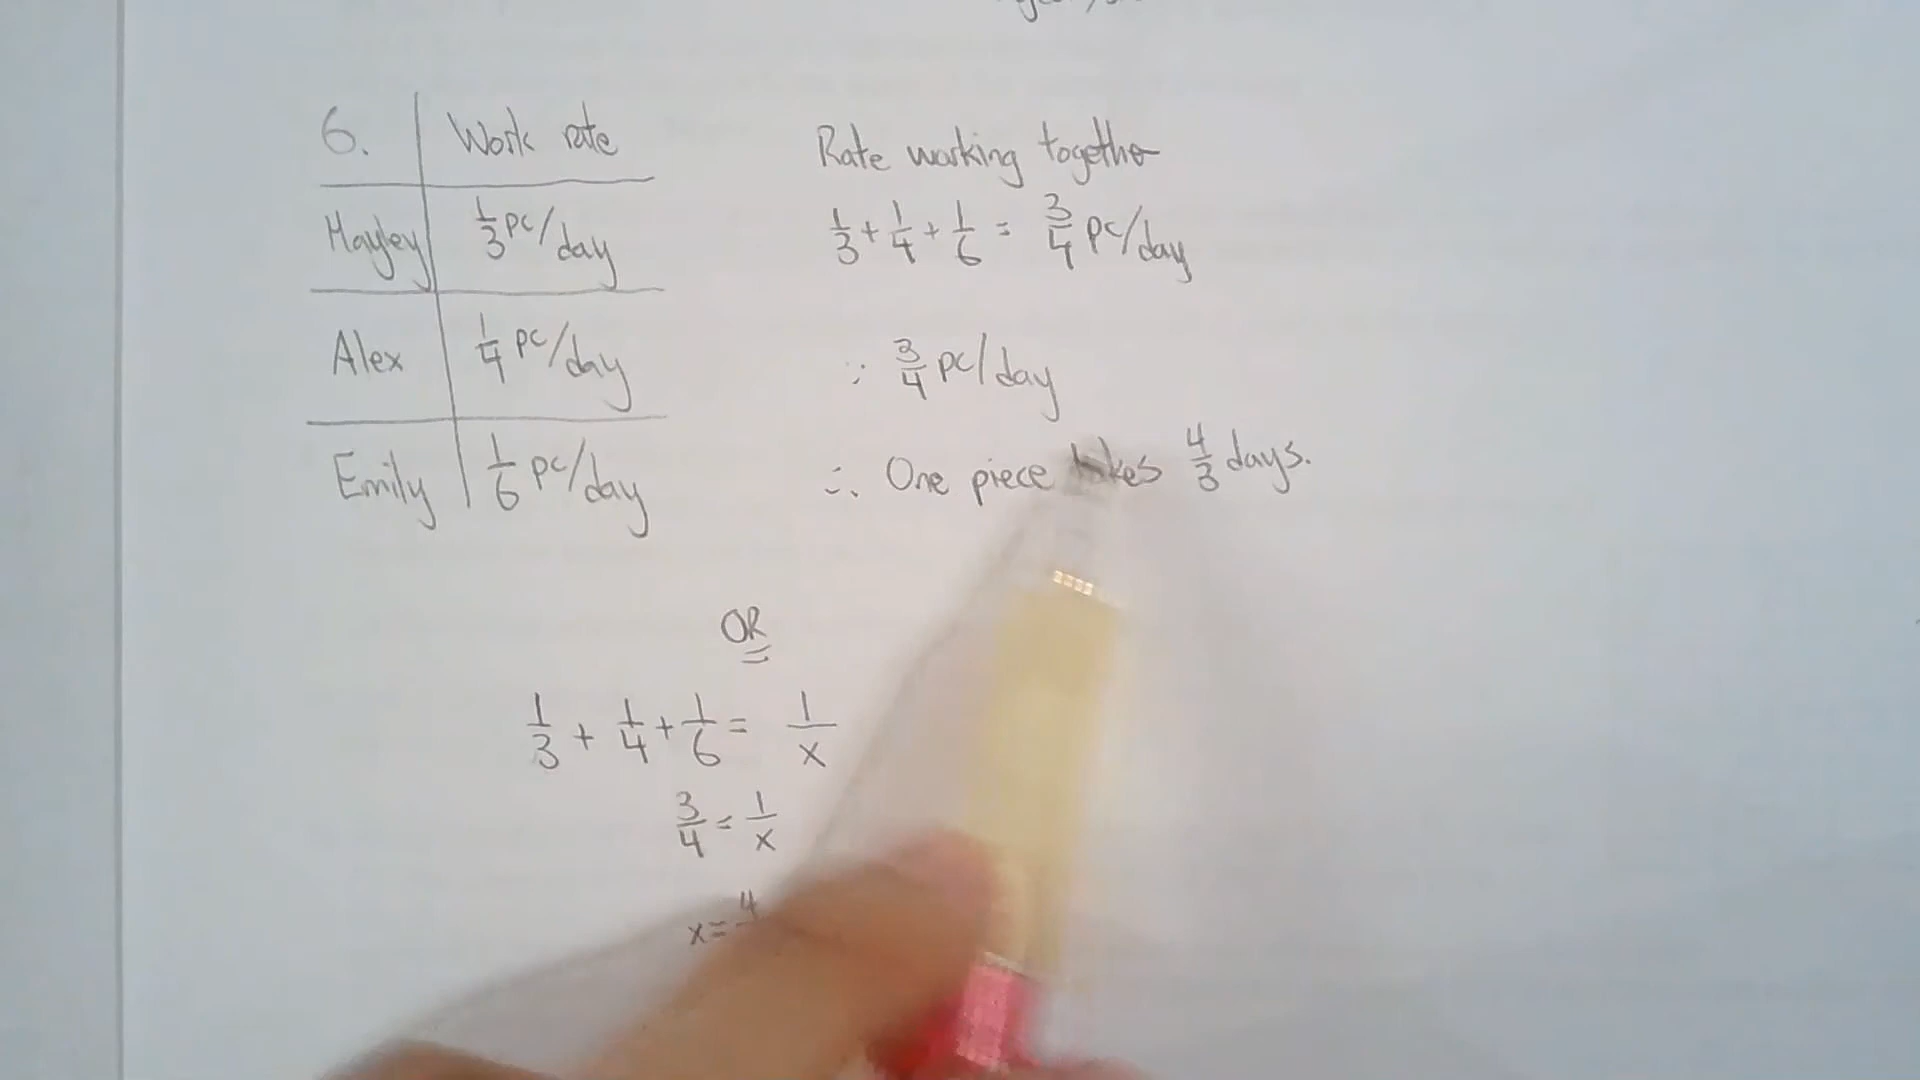 6. Work rate
Hayley 1/3 pc/day
Alex 1/4 pc/day
Emily 1/6 pc/day
Rate working together
1/3 + 1/4 + 1/6 = 3/4 pc/day
∵ 3/4 pc/day
∴ One piece takes 4/3 days.
OR
1/3 + 1/4 + 1/6 = 1/x
3/4 = 1/x
x = 4